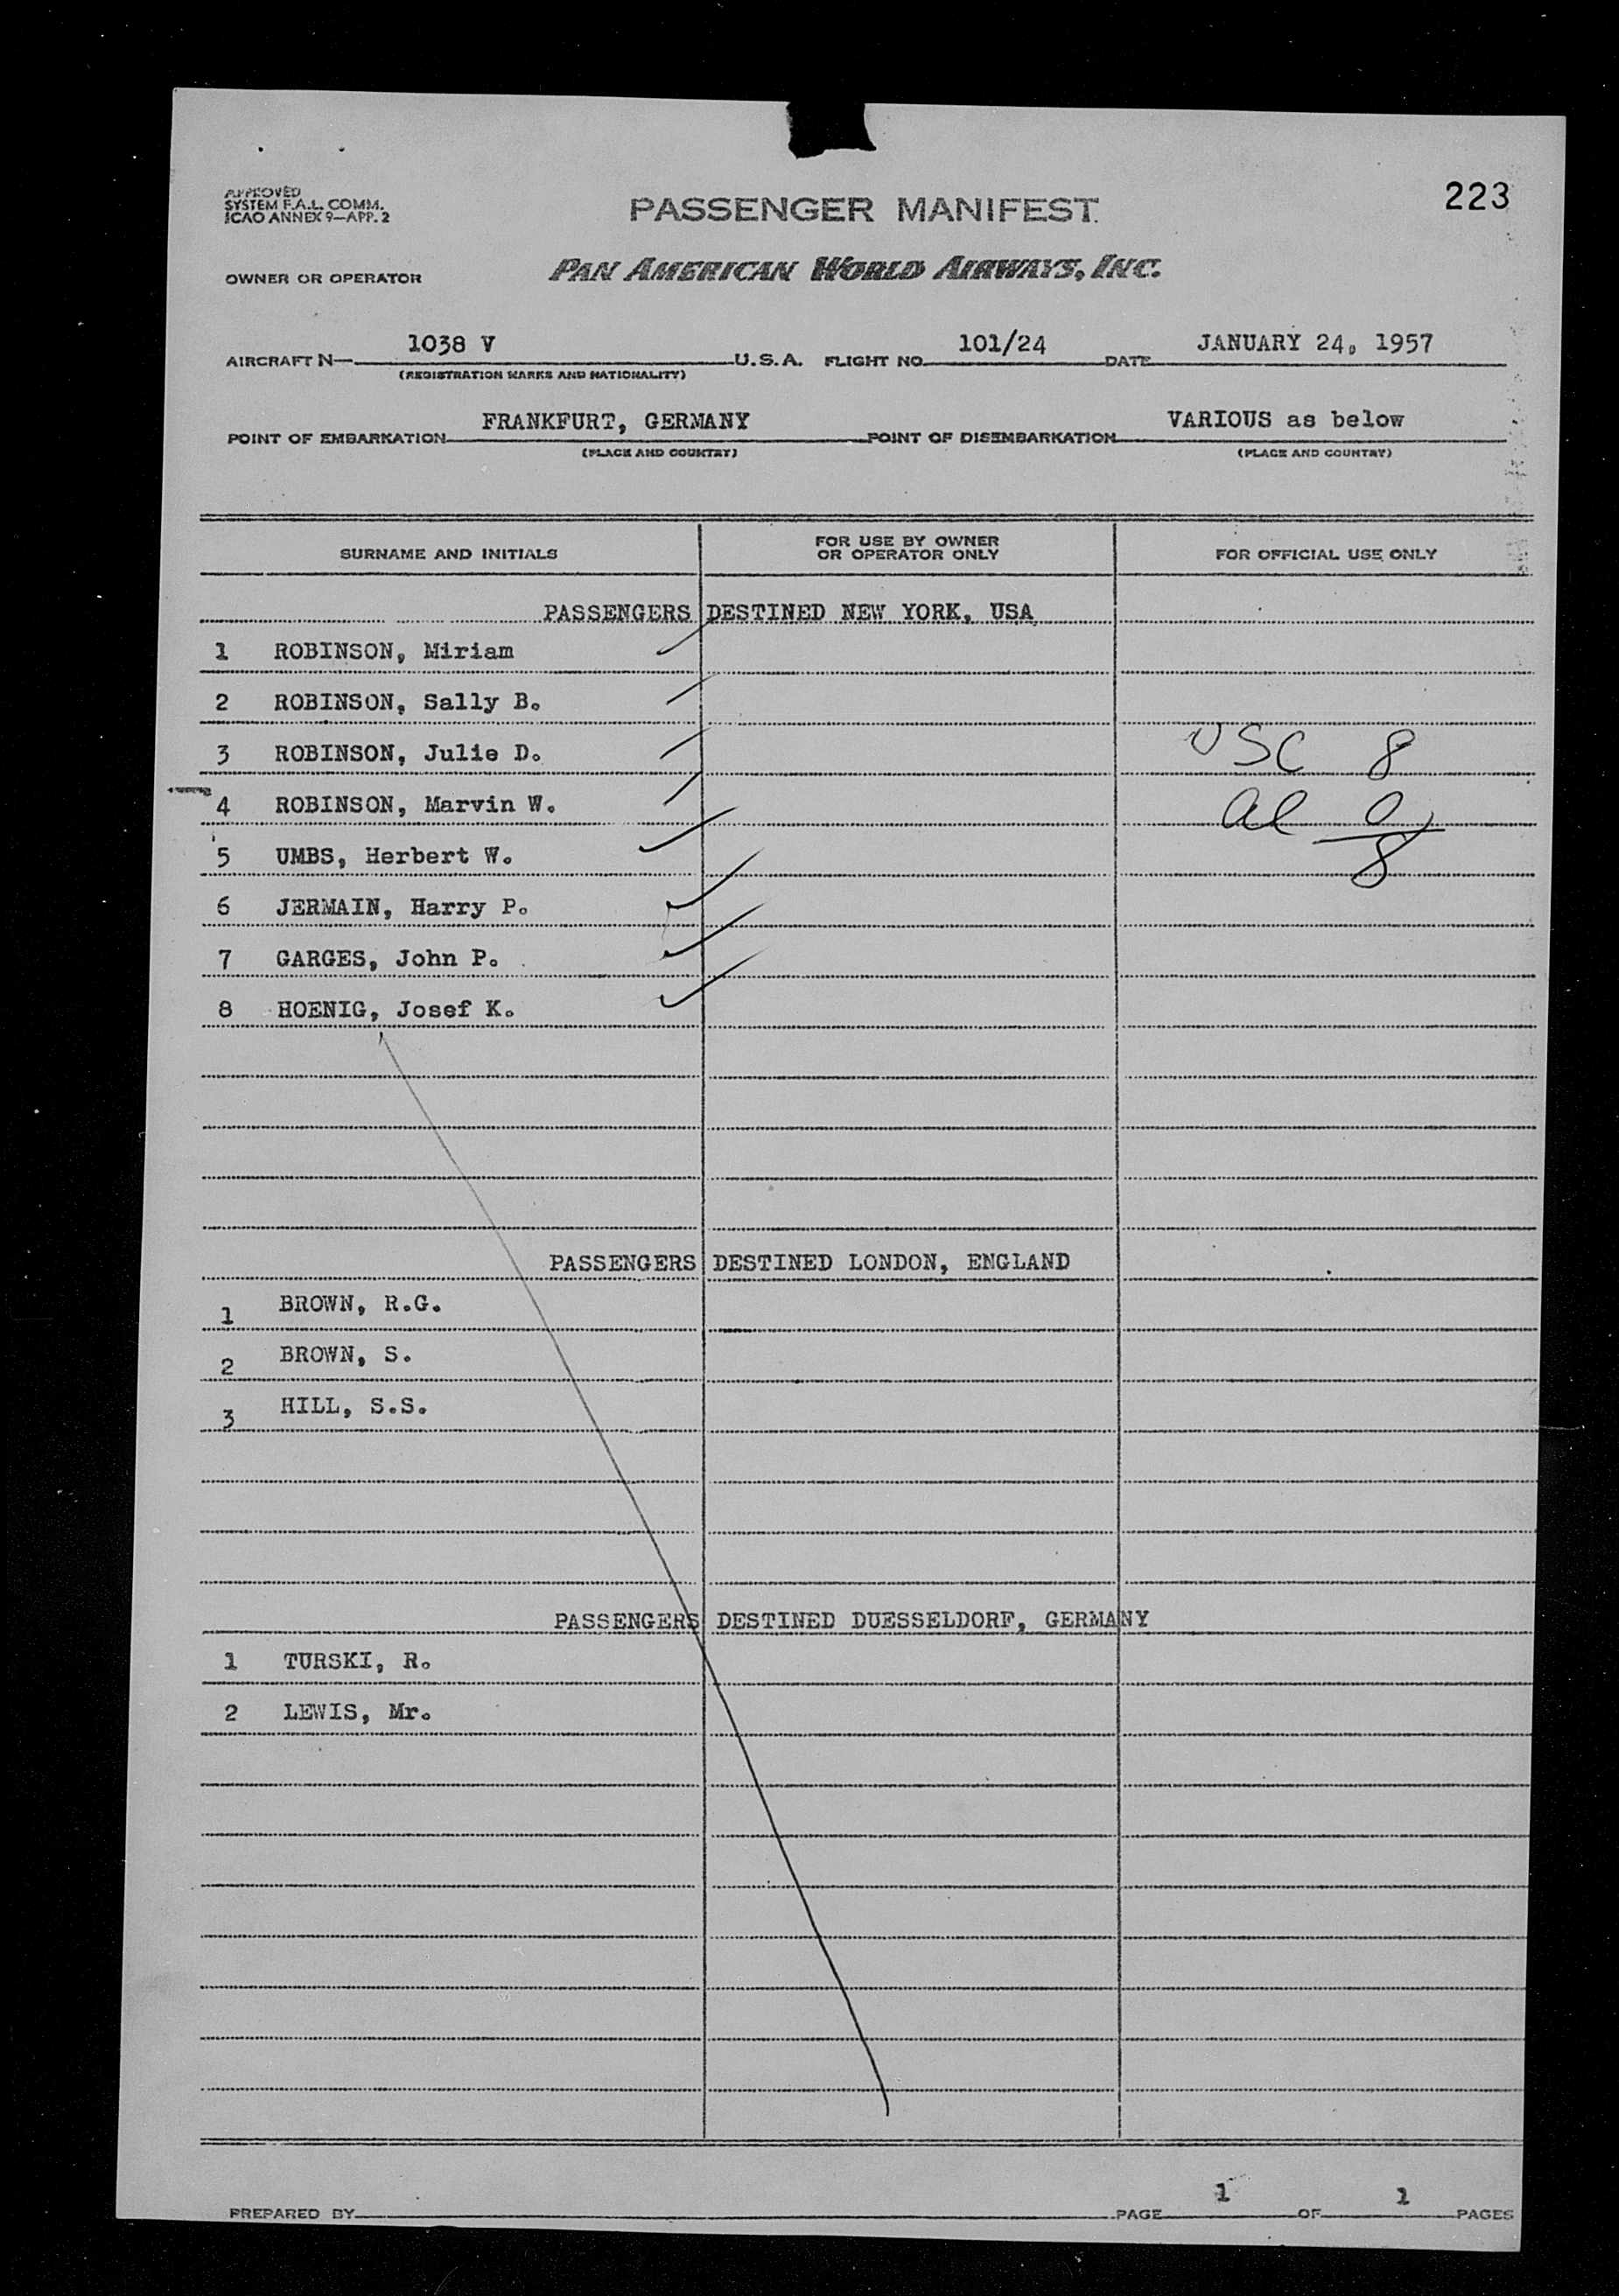 223
APPROVED
SYSTEM F.A.L. COMM.
ICAO ANNEX 9—APP. 2
PASSENGER MANIFEST
OWNER OR OPERATOR PAN AMERICAN WORLD AIRWAYS, INC.
AIRCRAFT N— 1038 V U.S.A. FLIGHT NO. 101/24 DATE JANUARY 24, 1957
(REGISTRATION MARKS AND NATIONALITY)
POINT OF EMBARKATION FRANKFURT, GERMANY POINT OF DISEMBARKATION VARIOUS as below
(PLACE AND COUNTRY) (PLACE AND COUNTRY)
SURNAME AND INITIALS FOR USE BY OWNER OR OPERATOR ONLY FOR OFFICIAL USE ONLY
PASSENGERS DESTINED NEW YORK, USA
1 ROBINSON, Miriam
2 ROBINSON, Sally B.
3 ROBINSON, Julie D. USC 8
4 ROBINSON, Marvin W. al 0
5 UMBS, Herbert W. 8
6 JERMAIN, Harry P.
7 GARGES, John P.
8 HOENIG, Josef K.
PASSENGERS DESTINED LONDON, ENGLAND
1 BROWN, R.G.
2 BROWN, S.
3 HILL, S.S.
PASSENGERS DESTINED DUESSELDORF, GERMANY
1 TURSKI, R.
2 LEWIS, Mr.
PREPARED BY PAGE 1 OF 1 PAGES